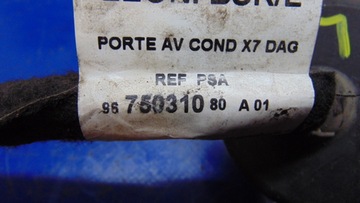 PORTE AV COND X7 DAG
REF PSA
96 750310 80 A 01